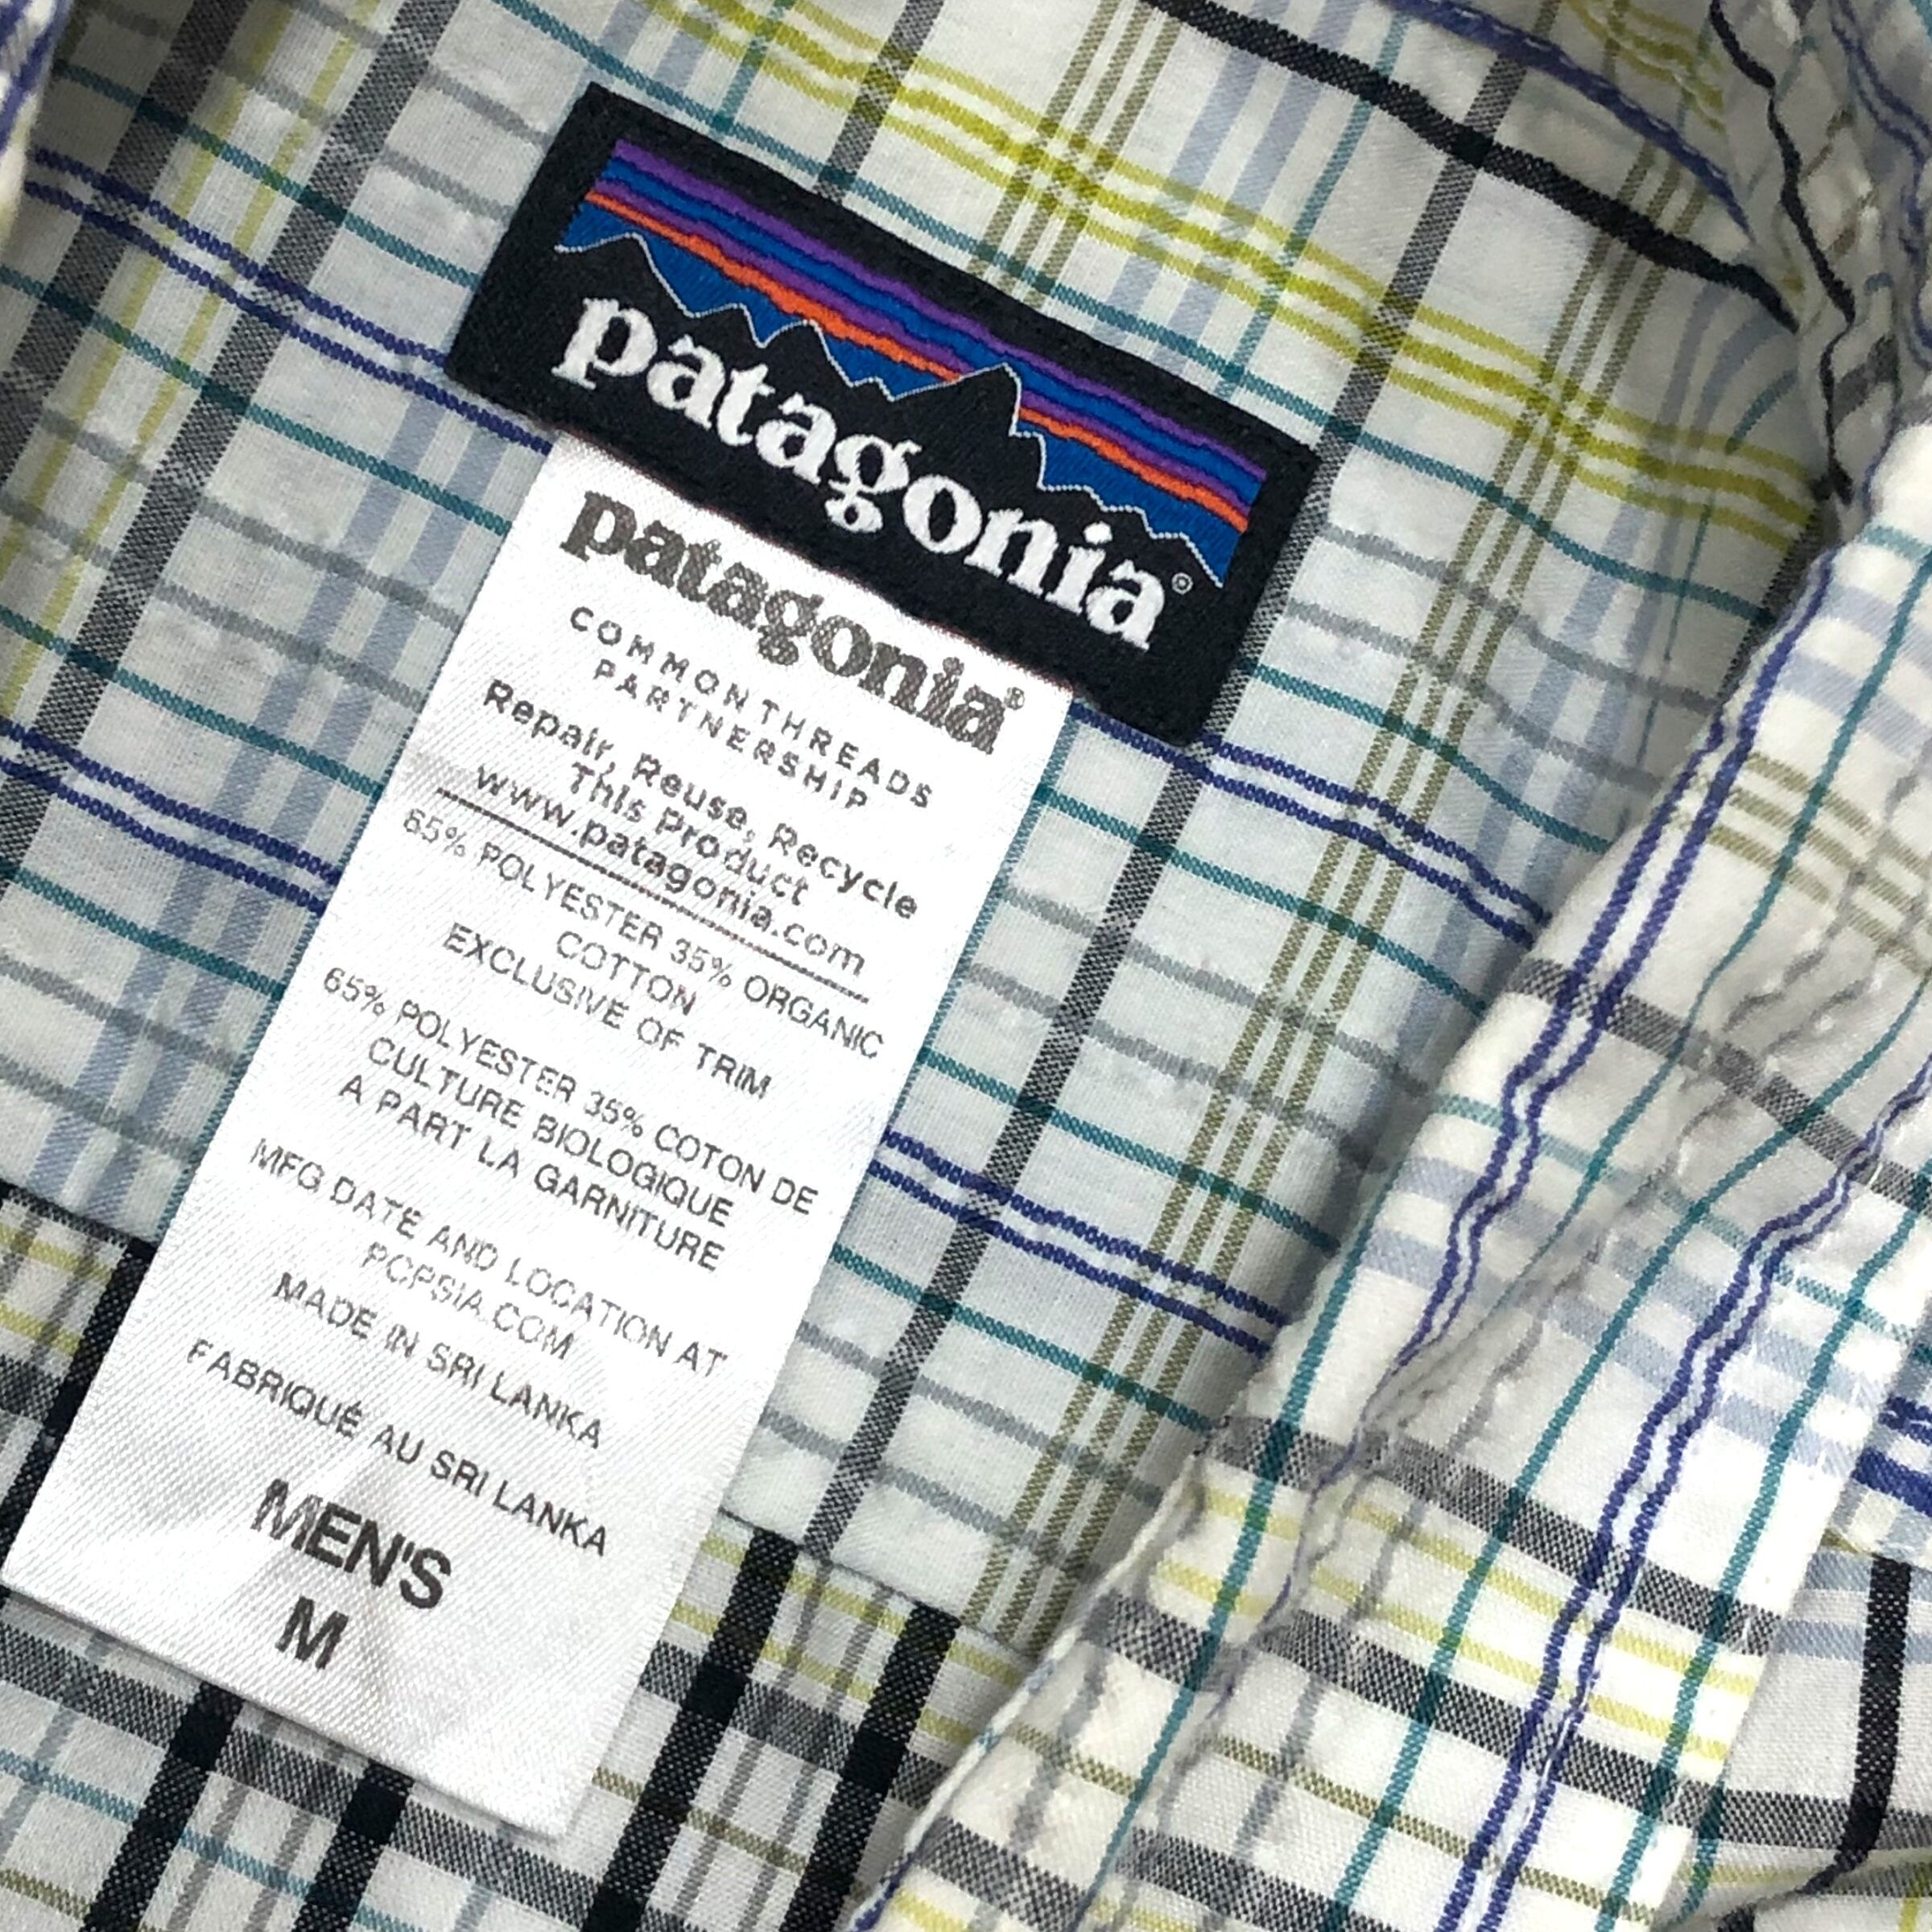 patagonia®
patagonia®
COMMON THREADS
PARTNERSHIP
Repair, Reuse, Recycle
This Product
www.patagonia.com
65% POLYESTER 35% ORGANIC
COTTON
EXCLUSIVE OF TRIM
65% POLYESTER 35% COTON DE
CULTURE BIOLOGIQUE
A PART LA GARNITURE
MFG DATE AND LOCATION AT
PCPSIA.COM
MADE IN SRI LANKA
FABRIQUÉ AU SRI LANKA
MEN'S
M